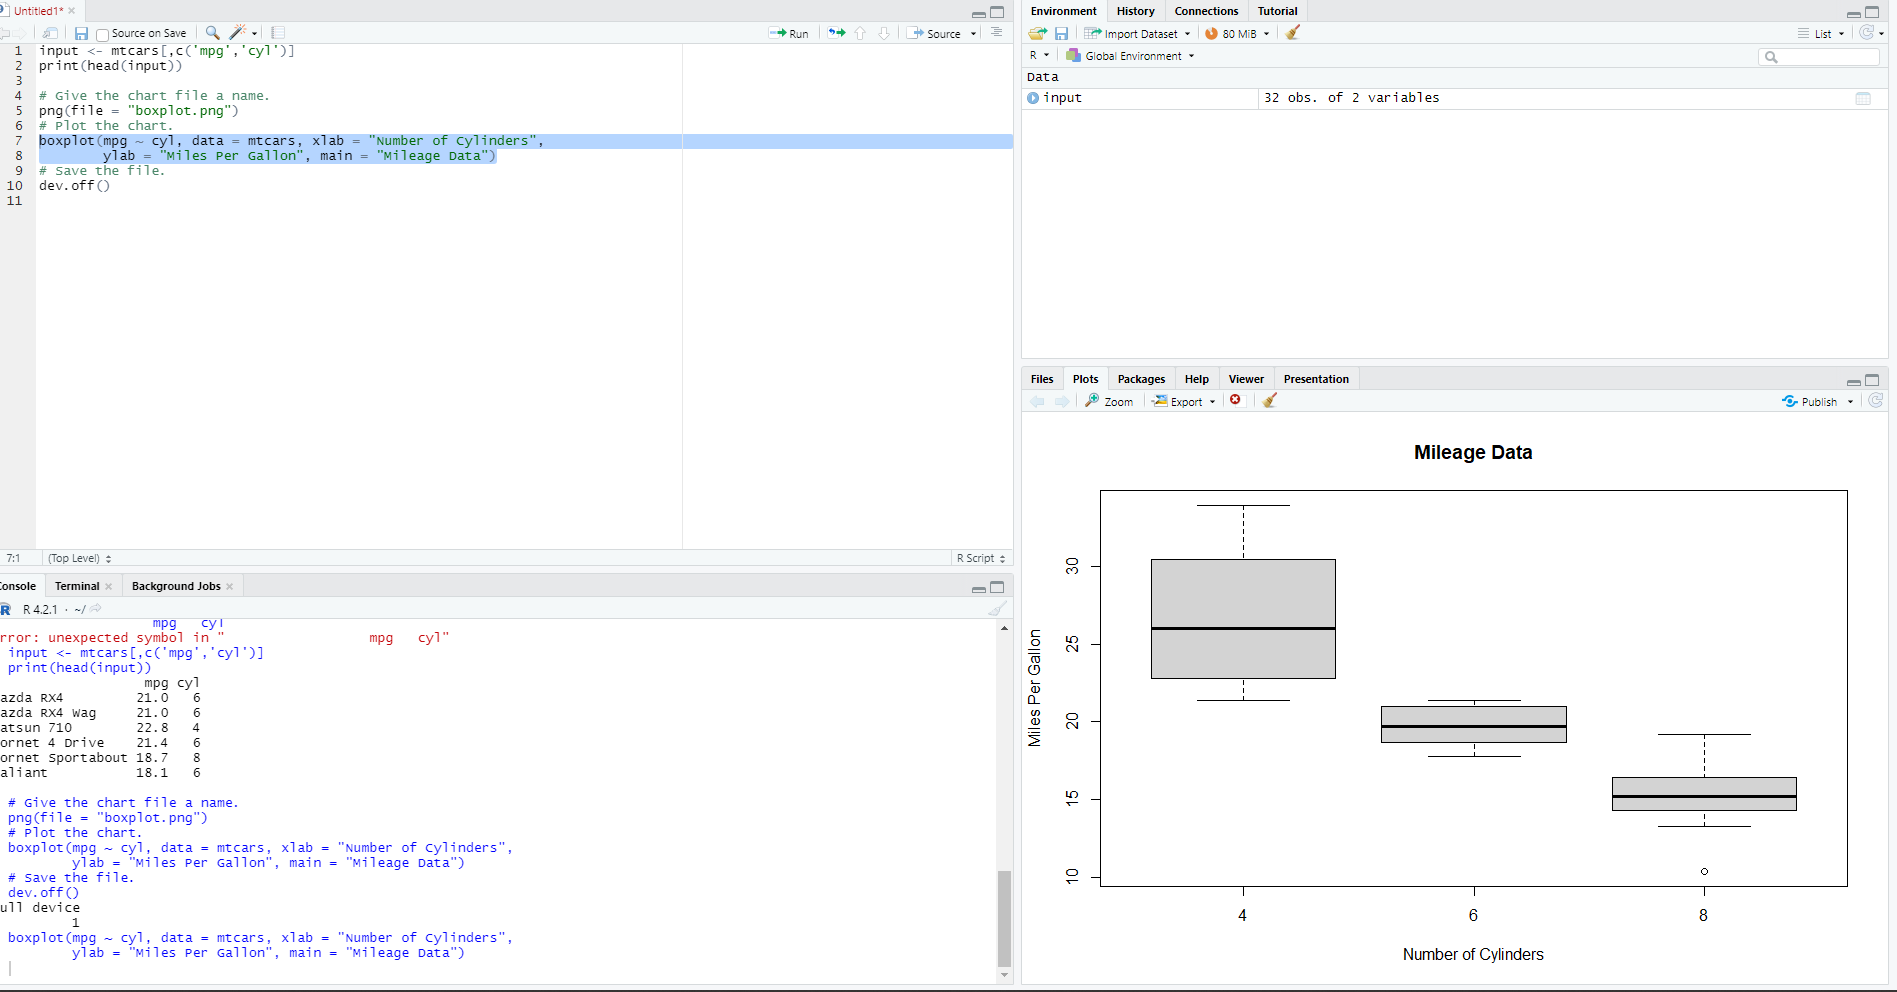 Untitled1*
Source on Save
Run
Source
1 input <- mtcars[,c('mpg','cyl')]
2 print(head(input))
3
4 # Give the chart file a name.
5 png(file = "boxplot.png")
6 # Plot the chart.
7 boxplot(mpg ~ cyl, data = mtcars, xlab = "Number of Cylinders",
8 ylab = "Miles Per Gallon", main = "Mileage Data")
9 # Save the file.
10 dev.off()
11
7:1 (Top Level) R Script
onsole Terminal Background Jobs
R R 4.2.1 · ~/
mpg cyl
rror: unexpected symbol in " mpg cyl"
input <- mtcars[,c('mpg','cyl')]
print(head(input))
mpg cyl
azda RX4 21.0 6
azda RX4 Wag 21.0 6
atsun 710 22.8 4
ornet 4 Drive 21.4 6
ornet Sportabout 18.7 8
aliant 18.1 6
# Give the chart file a name.
png(file = "boxplot.png")
# Plot the chart.
boxplot(mpg ~ cyl, data = mtcars, xlab = "Number of Cylinders",
ylab = "Miles Per Gallon", main = "Mileage Data")
# Save the file.
dev.off()
ull device
1
boxplot(mpg ~ cyl, data = mtcars, xlab = "Number of Cylinders",
ylab = "Miles Per Gallon", main = "Mileage Data")
Environment History Connections Tutorial
Import Dataset 80 MiB List
R Global Environment
Data
input 32 obs. of 2 variables
Files Plots Packages Help Viewer Presentation
Zoom Export Publish
Mileage Data
Miles Per Gallon
30
25
20
15
10
4 6 8
Number of Cylinders